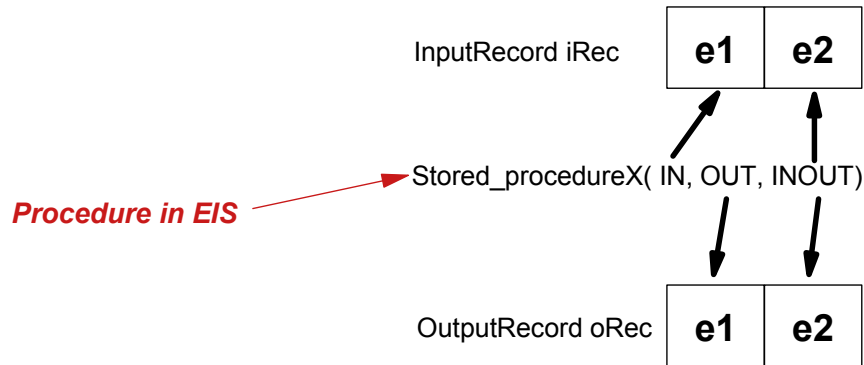 InputRecord iRec e1 e2
Stored_procedureX( IN, OUT, INOUT)
Procedure in EIS
OutputRecord oRec e1 e2